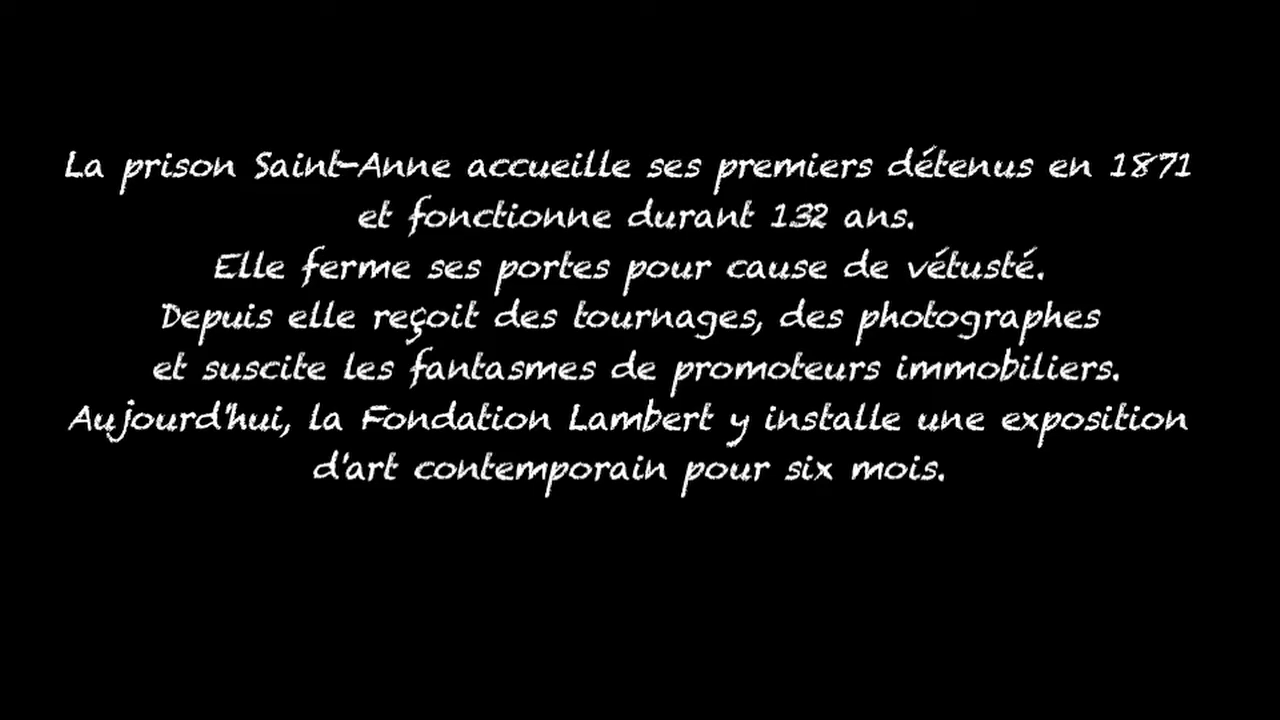 La prison Saint-Anne accueille ses premiers détenus en 1871
et fonctionne durant 132 ans.
Elle ferme ses portes pour cause de vétusté.
Depuis elle reçoit des tournages, des photographes
et suscite les fantasmes de promoteurs immobiliers.
Aujourd'hui, la Fondation Lambert y installe une exposition
d'art contemporain pour six mois.